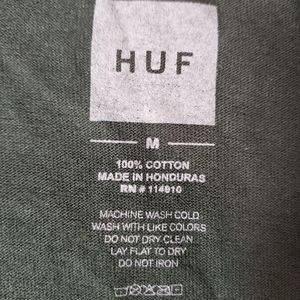 HUF
M
100% COTTON
MADE IN HONDURAS
RN # 114910
MACHINE WASH COLD
WASH WITH LIKE COLORS
DO NOT DRY CLEAN
LAY FLAT TO DRY
DO NOT IRON